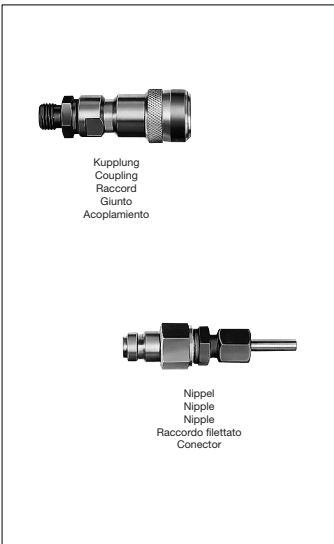 Kupplung
Coupling
Raccord
Giunto
Acoplamiento
Nippel
Nipple
Nipple
Raccordo filettato
Conector